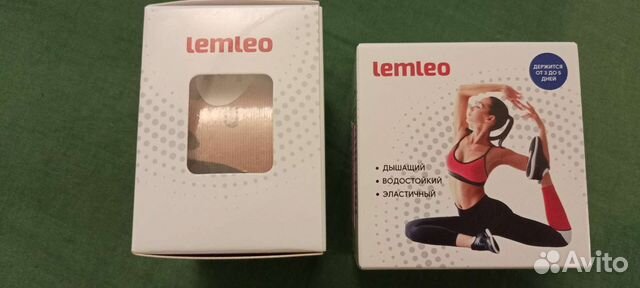 lemleo
lemleo
ДЕРЖИТСЯ
ОТ 3 ДО 5
ДНЕЙ
• ДЫШАЩИЙ
• ВОДОСТОЙКИЙ
• ЭЛАСТИЧНЫЙ
Avito